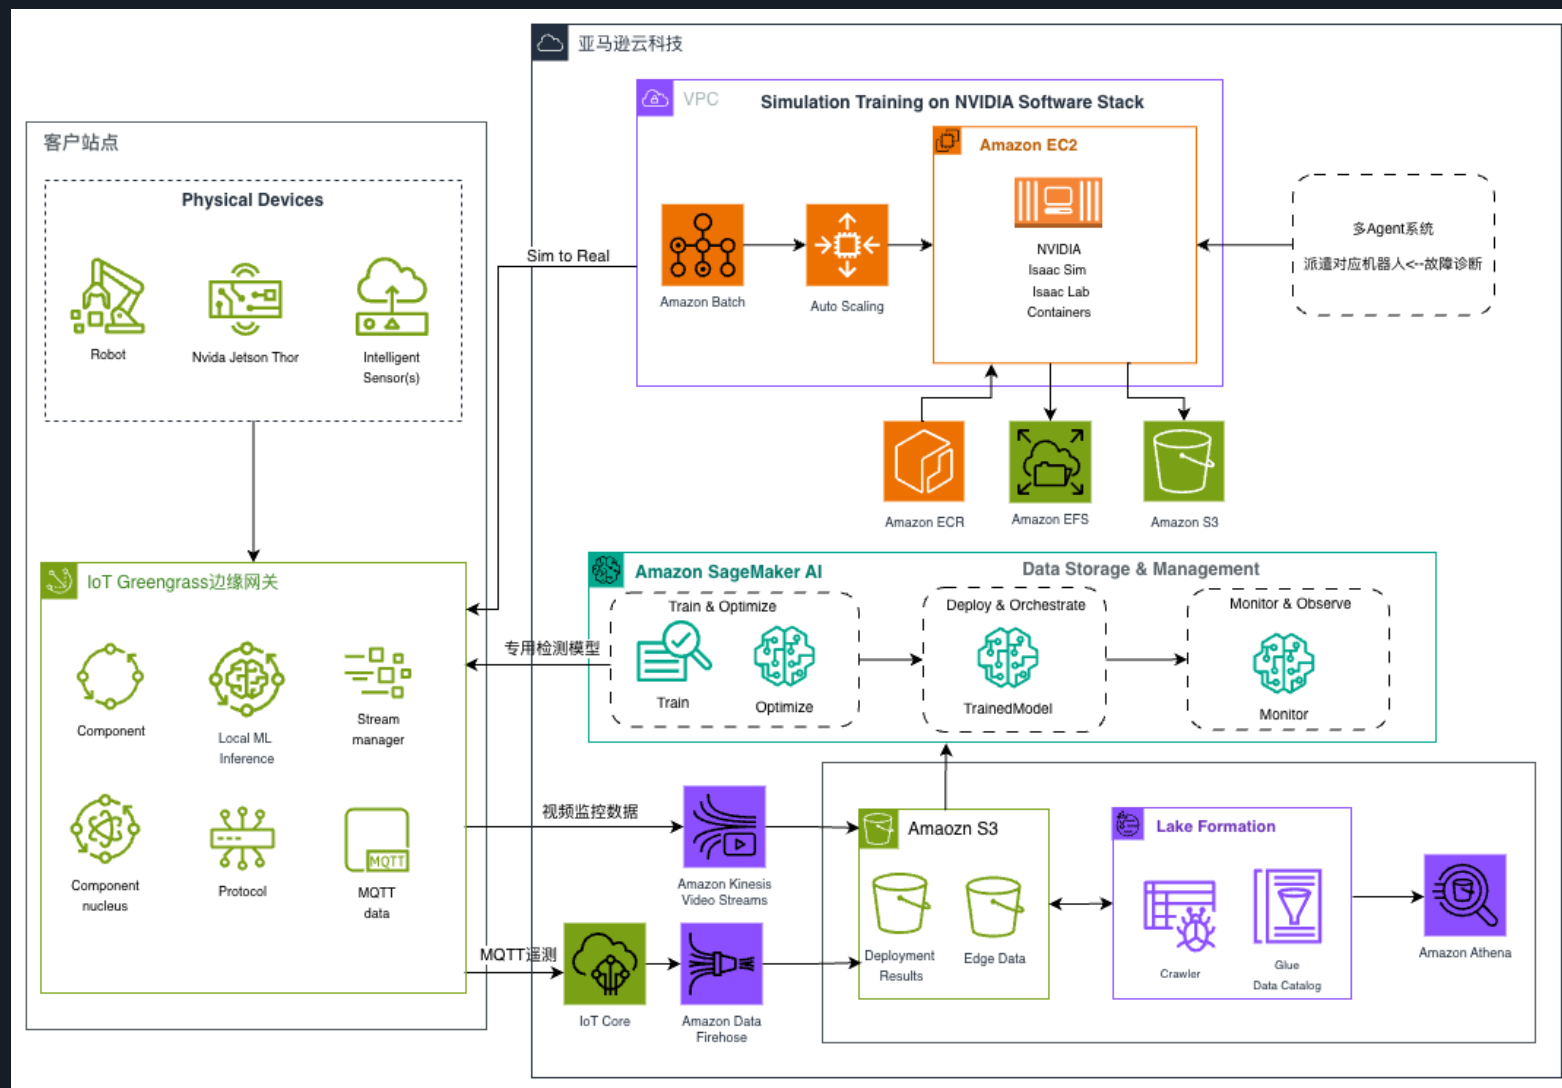 亚马逊云科技
VPC
Simulation Training on NVIDIA Software Stack
Amazon EC2
NVIDIA
Isaac Sim
Isaac Lab
Containers
Amazon Batch
Auto Scaling
多Agent系统
派遣对应机器人<--故障诊断
客户站点
Physical Devices
Robot
Nvida Jetson Thor
Intelligent
Sensor(s)
Sim to Real
Amazon ECR
Amazon EFS
Amazon S3
IoT Greengrass边缘网关
Component
Local ML
Inference
Stream
manager
Component
nucleus
Protocol
MQTT
MQTT
data
专用检测模型
Amazon SageMaker AI
Data Storage & Management
Train & Optimize
Train
Optimize
Deploy & Orchestrate
TrainedModel
Monitor & Observe
Monitor
视频监控数据
Amazon Kinesis
Video Streams
MQTT遥测
IoT Core
Amazon Data
Firehose
Amaozn S3
Deployment
Results
Edge Data
Lake Formation
Crawler
Glue
Data Catalog
Amazon Athena